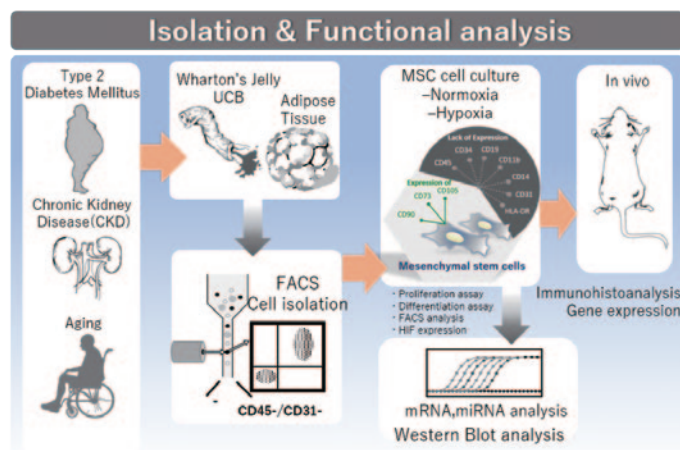 Isolation & Functional analysis
Type 2
Diabetes Mellitus
Chronic Kidney
Disease(CKD)
Aging
Wharton's Jelly
UCB
Adipose
Tissue
FACS
Cell isolation
CD45-/CD31-
MSC cell culture
–Normoxia
–Hypoxia
Lack of Expression
CD45
CD34
CD19
CD11b
CD14
CD31
HLA-DR
Expression of
CD90
CD73
CD105
Mesenchymal stem cells
· Proliferation assay
· Differentiation assay
· FACS analysis
· HIF expression
mRNA,miRNA analysis
Western Blot analysis
In vivo
Immunohistoanalysis
Gene expression